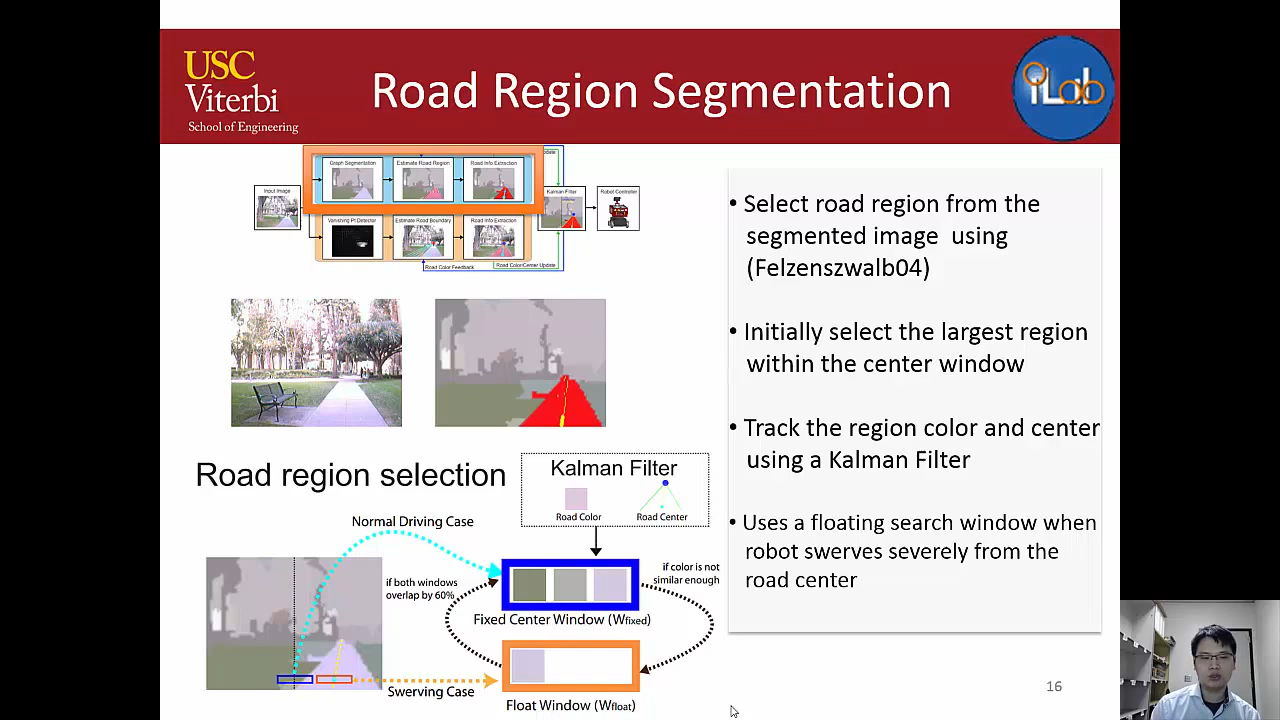 USC
Viterbi
School of Engineering
Road Region Segmentation
iLab
Graph Segmentation
Estimate Road Region
Road Info Extraction
Input Image
Kalman Filter
Robot Controller
Vanishing Pt Detector
Estimate Road Boundary
Road Info Extraction
Road Color Feedback
Road Color/Center Update
• Select road region from the
segmented image using
(Felzenszwalb04)
• Initially select the largest region
within the center window
• Track the region color and center
using a Kalman Filter
• Uses a floating search window when
robot swerves severely from the
road center
Road region selection
Kalman Filter
Road Color
Road Center
Normal Driving Case
if both windows
overlap by 60%
if color is not
similar enough
Fixed Center Window (Wfixed)
Swerving Case
Float Window (Wfloat)
16